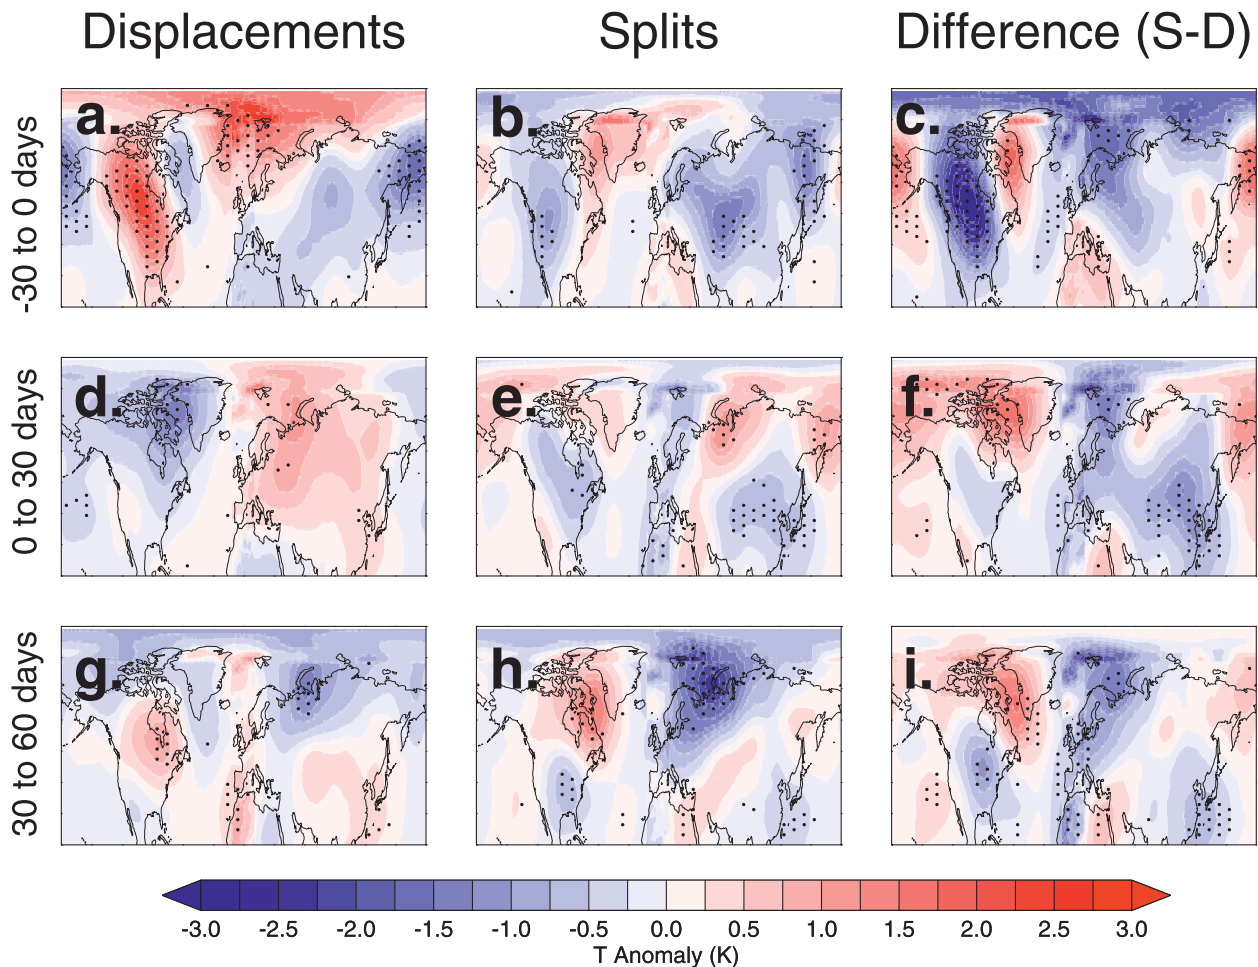 Displacements Splits Difference (S-D)
-30 to 0 days
a. b. c.
0 to 30 days
d. e. f.
30 to 60 days
g. h. i.
-3.0 -2.5 -2.0 -1.5 -1.0 -0.5 0.0 0.5 1.0 1.5 2.0 2.5 3.0
T Anomaly (K)